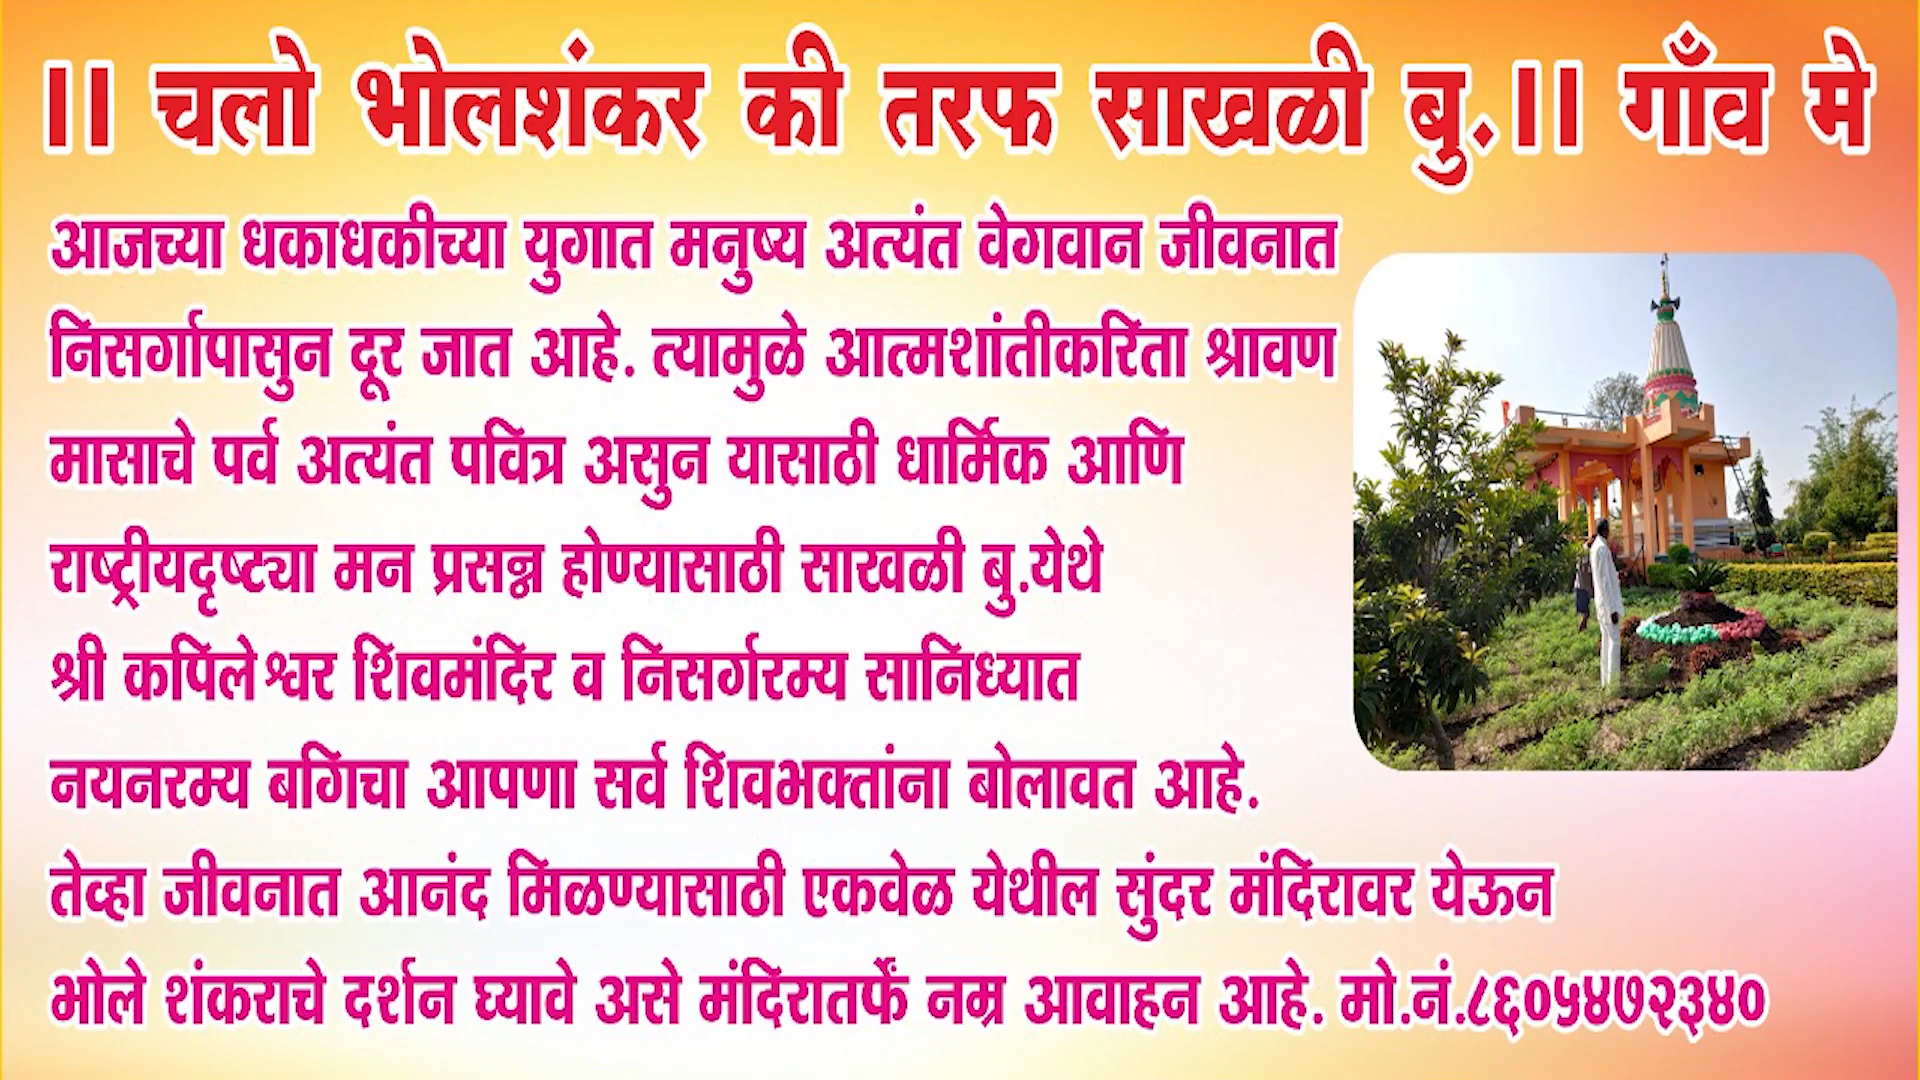 ।। चलो भोलशंकर की तरफ साखळी बु.।। गाँव मे
आजच्या धकाधकीच्या युगात मनुष्य अत्यंत वेगवान जीवनात
निसर्गापासुन दूर जात आहे. त्यामुळे आत्मशांतीकरिता श्रावण
मासाचे पर्व अत्यंत पवित्र असुन यासाठी धार्मिक आणि
राष्ट्रीयदृष्ट्या मन प्रसन्न होण्यासाठी साखळी बु.येथे
श्री कपिलेश्वर शिवमंदिर व निसर्गरम्य सानिध्यात
नयनरम्य बगिचा आपणा सर्व शिवभक्तांना बोलावत आहे.
तेव्हा जीवनात आनंद मिळण्यासाठी एकवेळ येथील सुंदर मंदिरावर येऊन
भोले शंकराचे दर्शन घ्यावे असे मंदिरातर्फे नम्र आवाहन आहे. मो.नं.८६०५४७२३४०